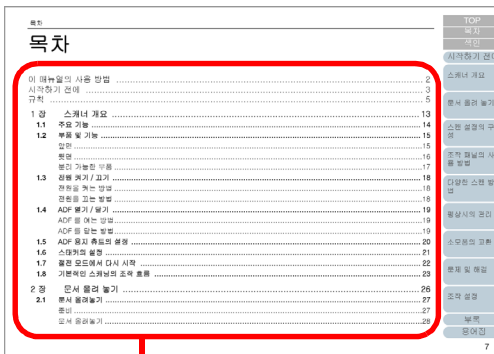 목차
목차
이 매뉴얼의 사용 방법 ... 2
시작하기 전에 ... 3
규칙 ... 5
1 장 스캐너 개요 ... 13
1.1 주요 기능 ... 14
1.2 부품 및 기능 ... 15
앞면 ... 15
뒷면 ... 16
분리 가능한 부품 ... 17
1.3 전원 켜기 / 끄기 ... 18
전원을 켜는 방법 ... 18
전원을 끄는 방법 ... 18
1.4 ADF 열기 / 닫기 ... 19
ADF 를 여는 방법 ... 19
ADF 를 닫는 방법 ... 19
1.5 ADF 용지 슈트의 설정 ... 20
1.6 스태커의 설정 ... 21
1.7 절전 모드에서 다시 시작 ... 22
1.8 기본적인 스캐닝의 조작 흐름 ... 23
2 장 문서 올려 놓기 ... 26
2.1 문서 올려놓기 ... 27
준비 ... 27
문서 올려놓기 ... 28
TOP
목차
색인
시작하기 전에
스캐너 개요
문서 올려 놓기
스캔 설정의 구
성
조작 패널의 사
용 방법
다양한 스캔 방
법
일상시의 관리
소모품의 교환
문제 및 해결
조작 설정
부록
용어집
7